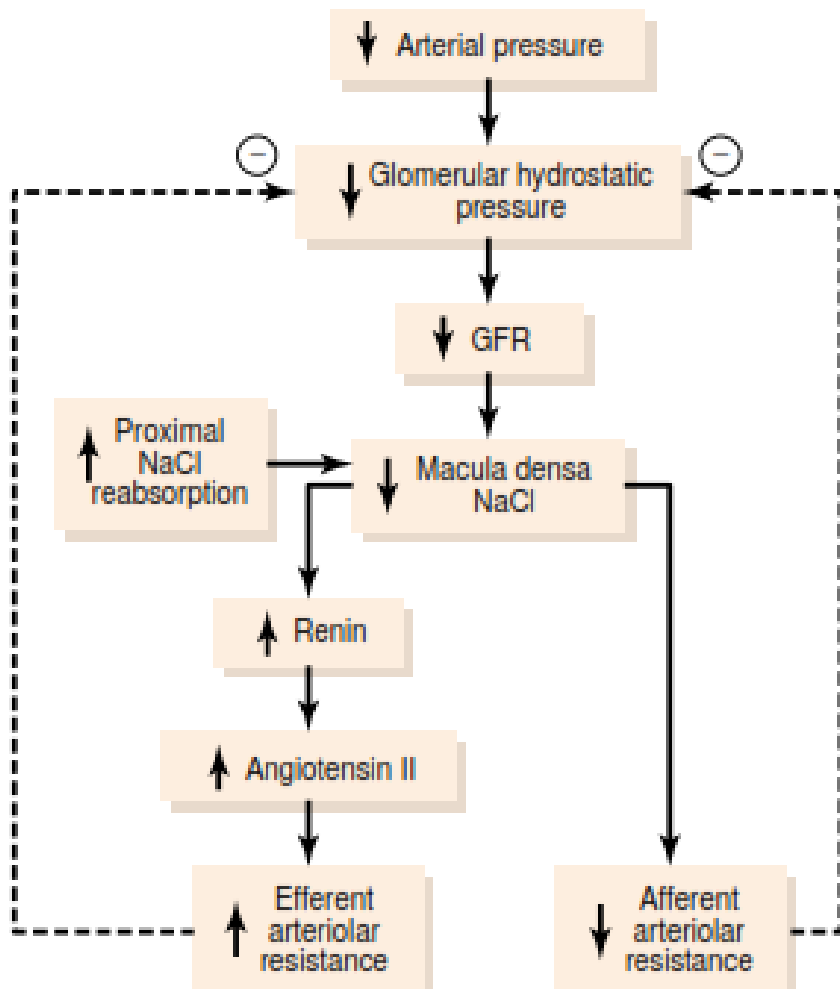 Arterial pressure
−
−
Glomerular hydrostatic
pressure
GFR
Proximal
NaCl
reabsorption
Macula densa
NaCl
Renin
Angiotensin II
Efferent
arteriolar
resistance
Afferent
arteriolar
resistance